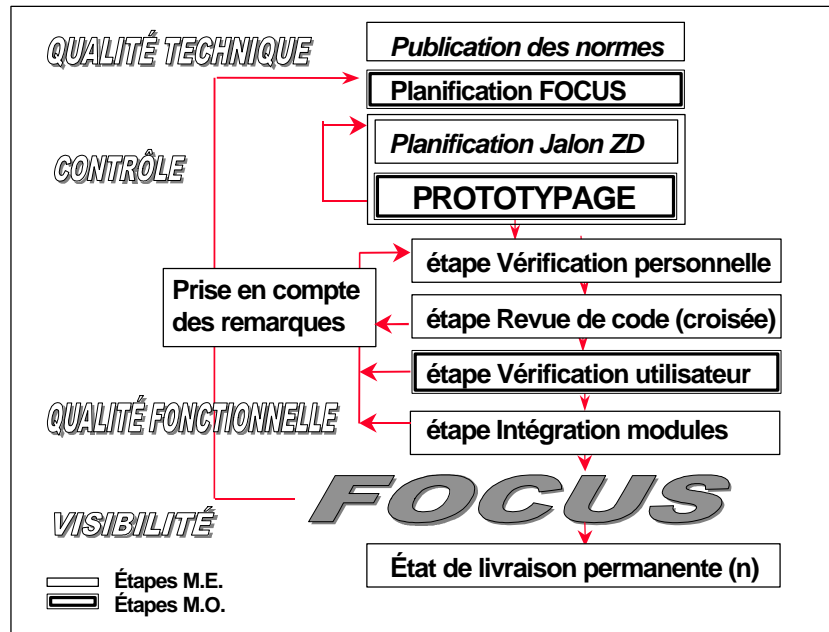 QUALITÉ TECHNIQUE
Publication des normes
Planification FOCUS
CONTRÔLE
Planification Jalon ZD
PROTOTYPAGE
étape Vérification personnelle
Prise en compte
des remarques
étape Revue de code (croisée)
étape Vérification utilisateur
QUALITÉ FONCTIONNELLE
étape Intégration modules
FOCUS
VISIBILITÉ
État de livraison permanente (n)
Étapes M.E.
Étapes M.O.